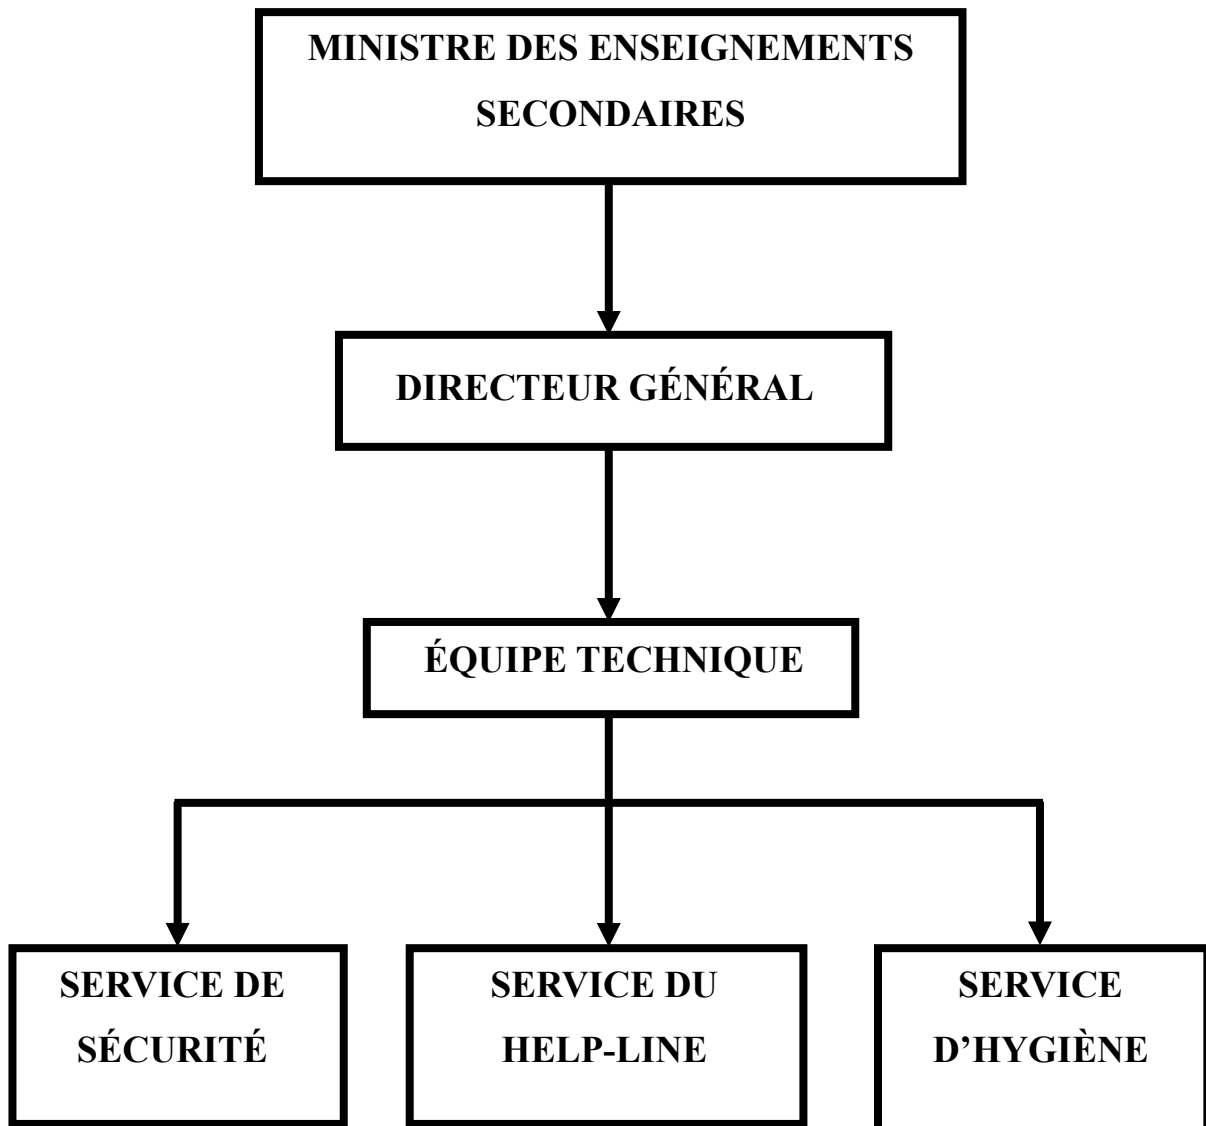 MINISTRE DES ENSEIGNEMENTS
SECONDAIRES
DIRECTEUR GÉNÉRAL
ÉQUIPE TECHNIQUE
SERVICE DE
SÉCURITÉ
SERVICE DU
HELP-LINE
SERVICE
D’HYGIÈNE